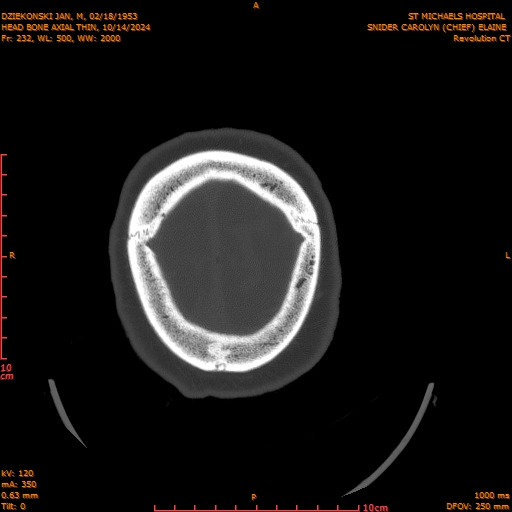 A
DZIEKONSKI JAN, M, 02/18/1953
HEAD BONE AXIAL THIN, 10/14/2024
Fr: 232, WL: 500, WW: 2000
ST MICHAELS HOSPITAL
SNIDER CAROLYN (CHIEF) ELAINE
Revolution CT
R
L
10
cm
kV: 120
mA: 350
0.63 mm
Tilt: 0
P
10cm
1000 ms
DFOV: 250 mm